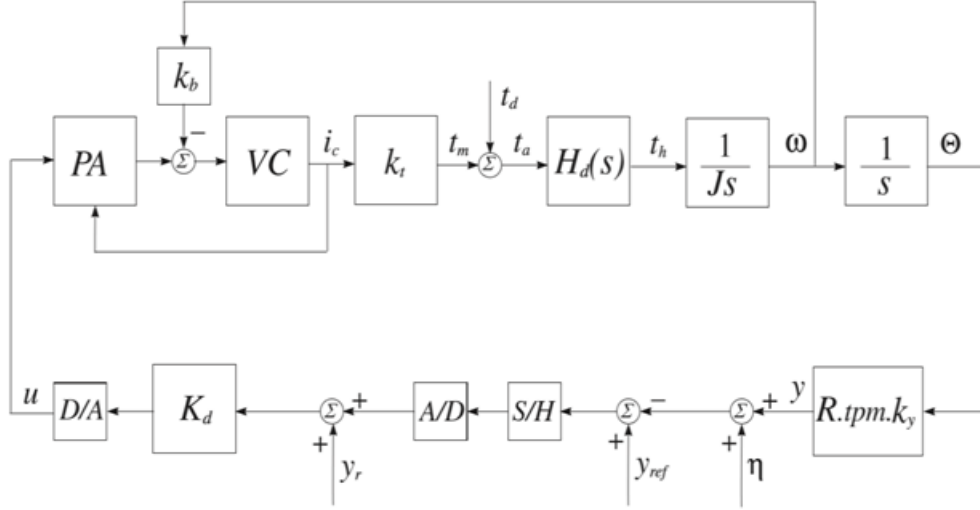 k_b
−
t_d
PA
Σ
VC
i_c
k_t
t_m
Σ
t_a
H_d(s)
t_h
1
Js
ω
1
s
Θ
u
D/A
K_d
Σ
+
+
y_r
A/D
S/H
Σ
−
+
y_ref
Σ
+
+
η
y
R.tpm.k_y